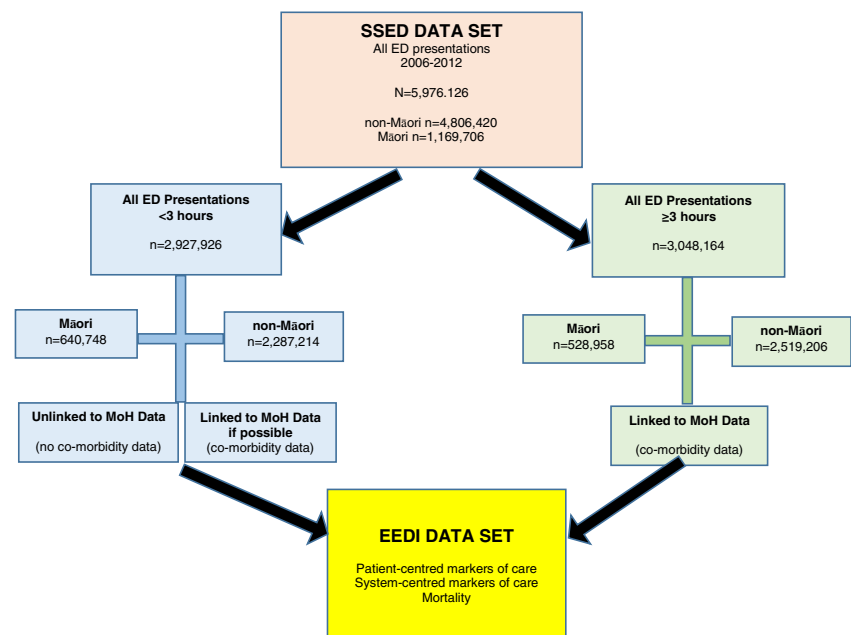 SSED DATA SET
All ED presentations
2006-2012
N=5,976.126
non-Māori n=4,806,420
Māori n=1,169,706
All ED Presentations
<3 hours
n=2,927,926
All ED Presentations
≥3 hours
n=3,048,164
Māori
n=640,748
non-Māori
n=2,287,214
Māori
n=528,958
non-Māori
n=2,519,206
Unlinked to MoH Data
(no co-morbidity data)
Linked to MoH Data
if possible
(co-morbidity data)
Linked to MoH Data
(co-morbidity data)
EEDI DATA SET
Patient-centred markers of care
System-centred markers of care
Mortality